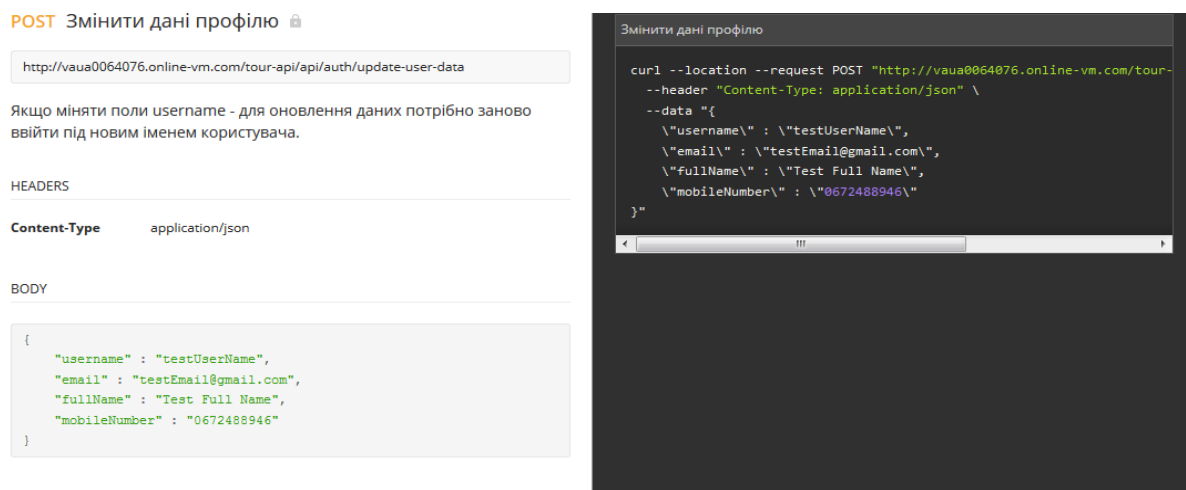 POST Змінити дані профілю
http://vaua0064076.online-vm.com/tour-api/api/auth/update-user-data
Якщо міняти поли username - для оновлення даних потрібно заново
ввійти під новим іменем користувача.
HEADERS
Content-Type application/json
BODY
{
"username" : "testUserName",
"email" : "testEmail@gmail.com",
"fullName" : "Test Full Name",
"mobileNumber" : "0672488946"
}
Змінити дані профілю
curl --location --request POST "http://vaua0064076.online-vm.com/tour-
--header "Content-Type: application/json" \
--data "{
\"username\" : \"testUserName\",
\"email\" : \"testEmail@gmail.com\",
\"fullName\" : \"Test Full Name\",
\"mobileNumber\" : \"0672488946\"
}"